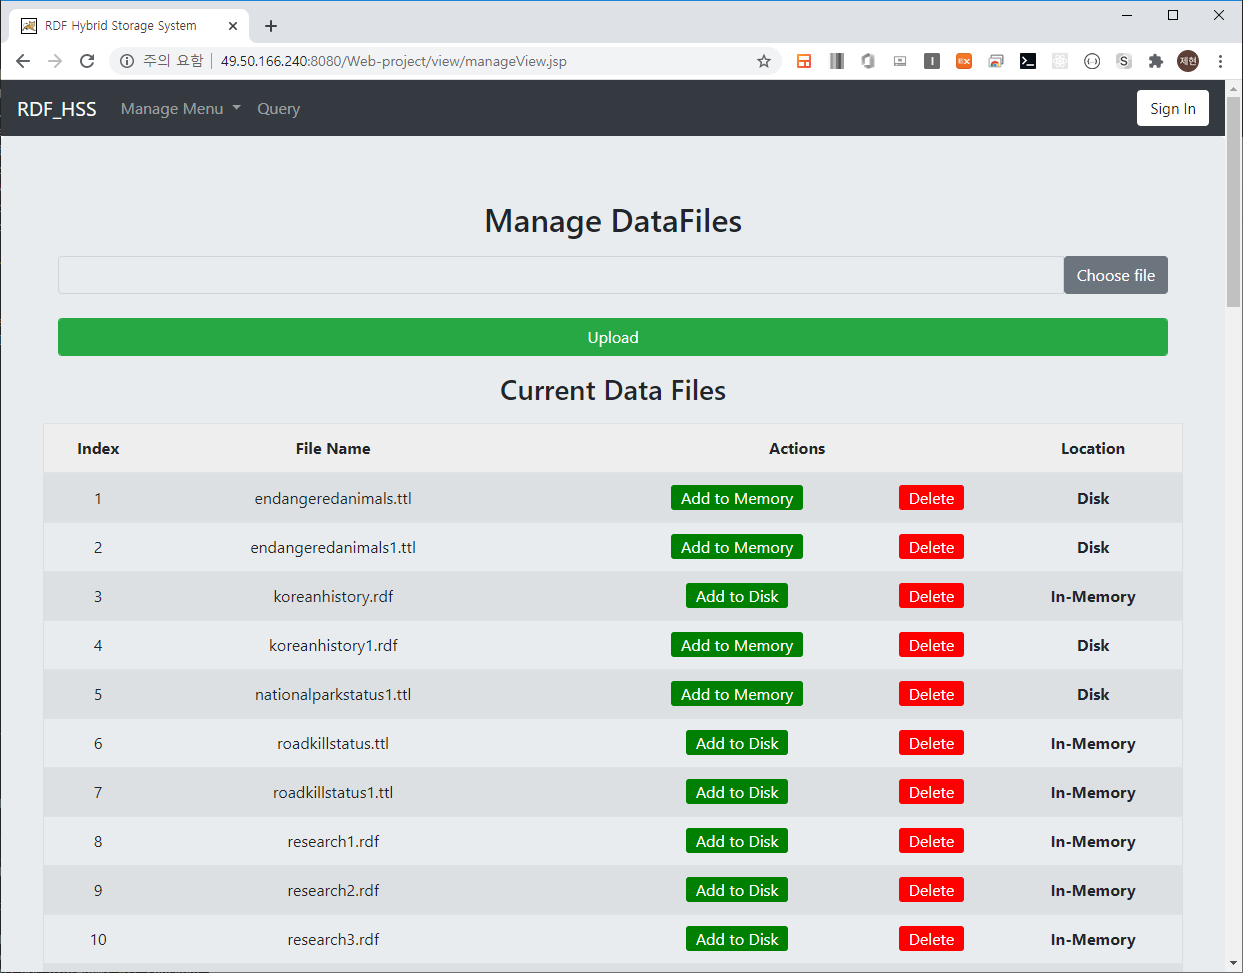 RDF Hybrid Storage System
주의 요함 | 49.50.166.240:8080/Web-project/view/manageView.jsp
제현
RDF_HSS Manage Menu Query Sign In
Manage DataFiles
Choose file
Upload
Current Data Files
Index File Name Actions Location
1 endangeredanimals.ttl Add to Memory Delete Disk
2 endangeredanimals1.ttl Add to Memory Delete Disk
3 koreanhistory.rdf Add to Disk Delete In-Memory
4 koreanhistory1.rdf Add to Memory Delete Disk
5 nationalparkstatus1.ttl Add to Memory Delete Disk
6 roadkillstatus.ttl Add to Disk Delete In-Memory
7 roadkillstatus1.ttl Add to Disk Delete In-Memory
8 research1.rdf Add to Disk Delete In-Memory
9 research2.rdf Add to Disk Delete In-Memory
10 research3.rdf Add to Disk Delete In-Memory